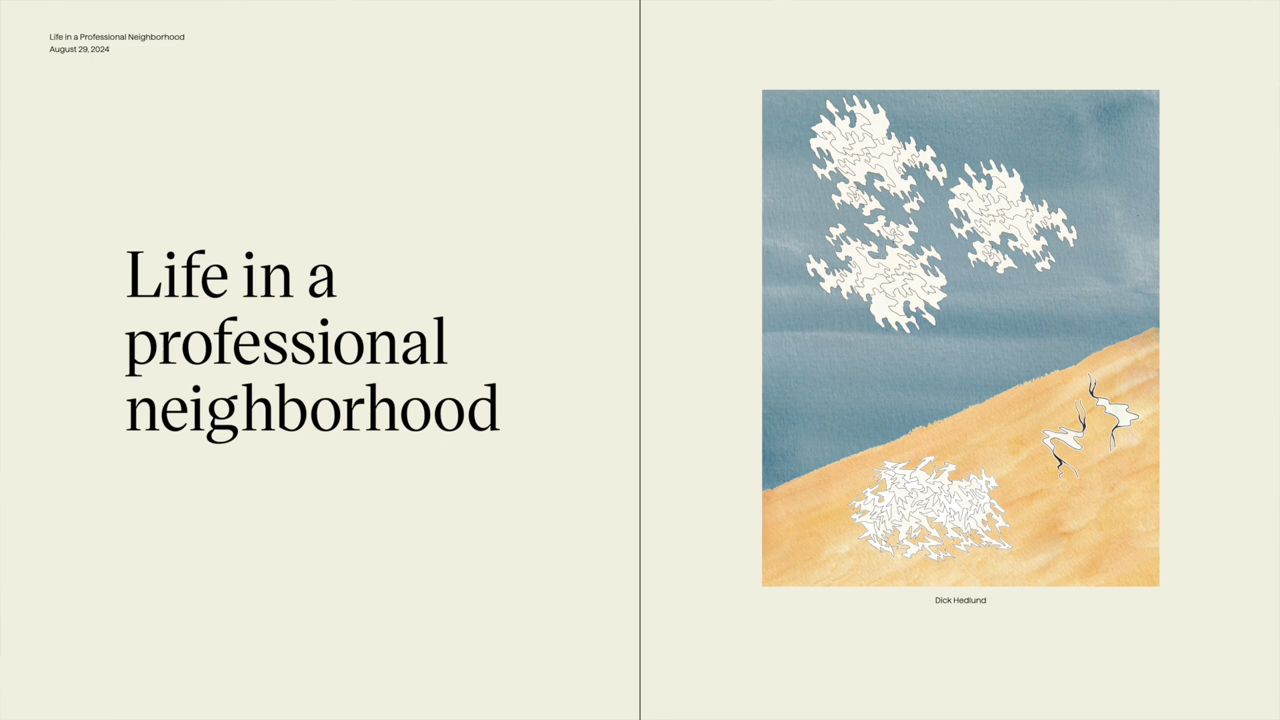 Life in a Professional Neighborhood
August 29, 2024
Life in a
professional
neighborhood
Dick Hedlund